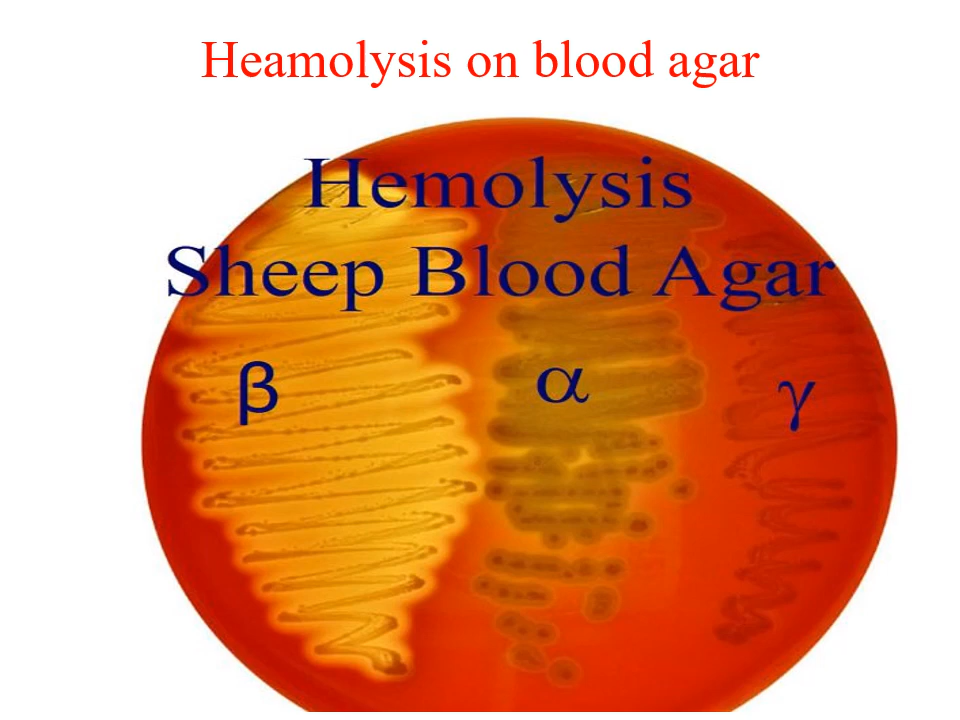 Heamolysis on blood agar
Hemolysis
Sheep Blood Agar
β α γ